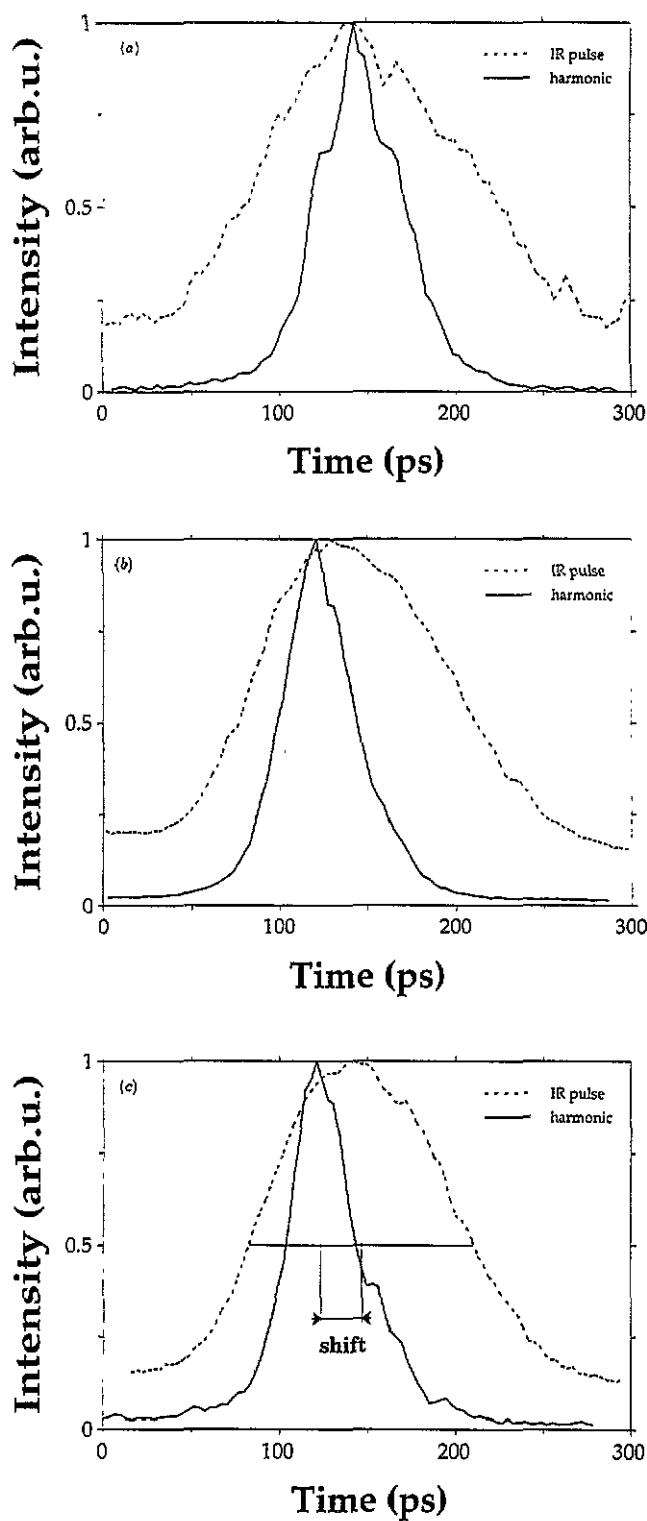 (a)
IR pulse
harmonic
Intensity (arb.u.)
1
0.5
0
0
100
200
300
Time (ps)
(b)
IR pulse
harmonic
Intensity (arb.u.)
1
0.5
0
0
100
200
300
Time (ps)
(c)
IR pulse
harmonic
Intensity (arb.u.)
1
0.5
0
shift
0
100
200
300
Time (ps)